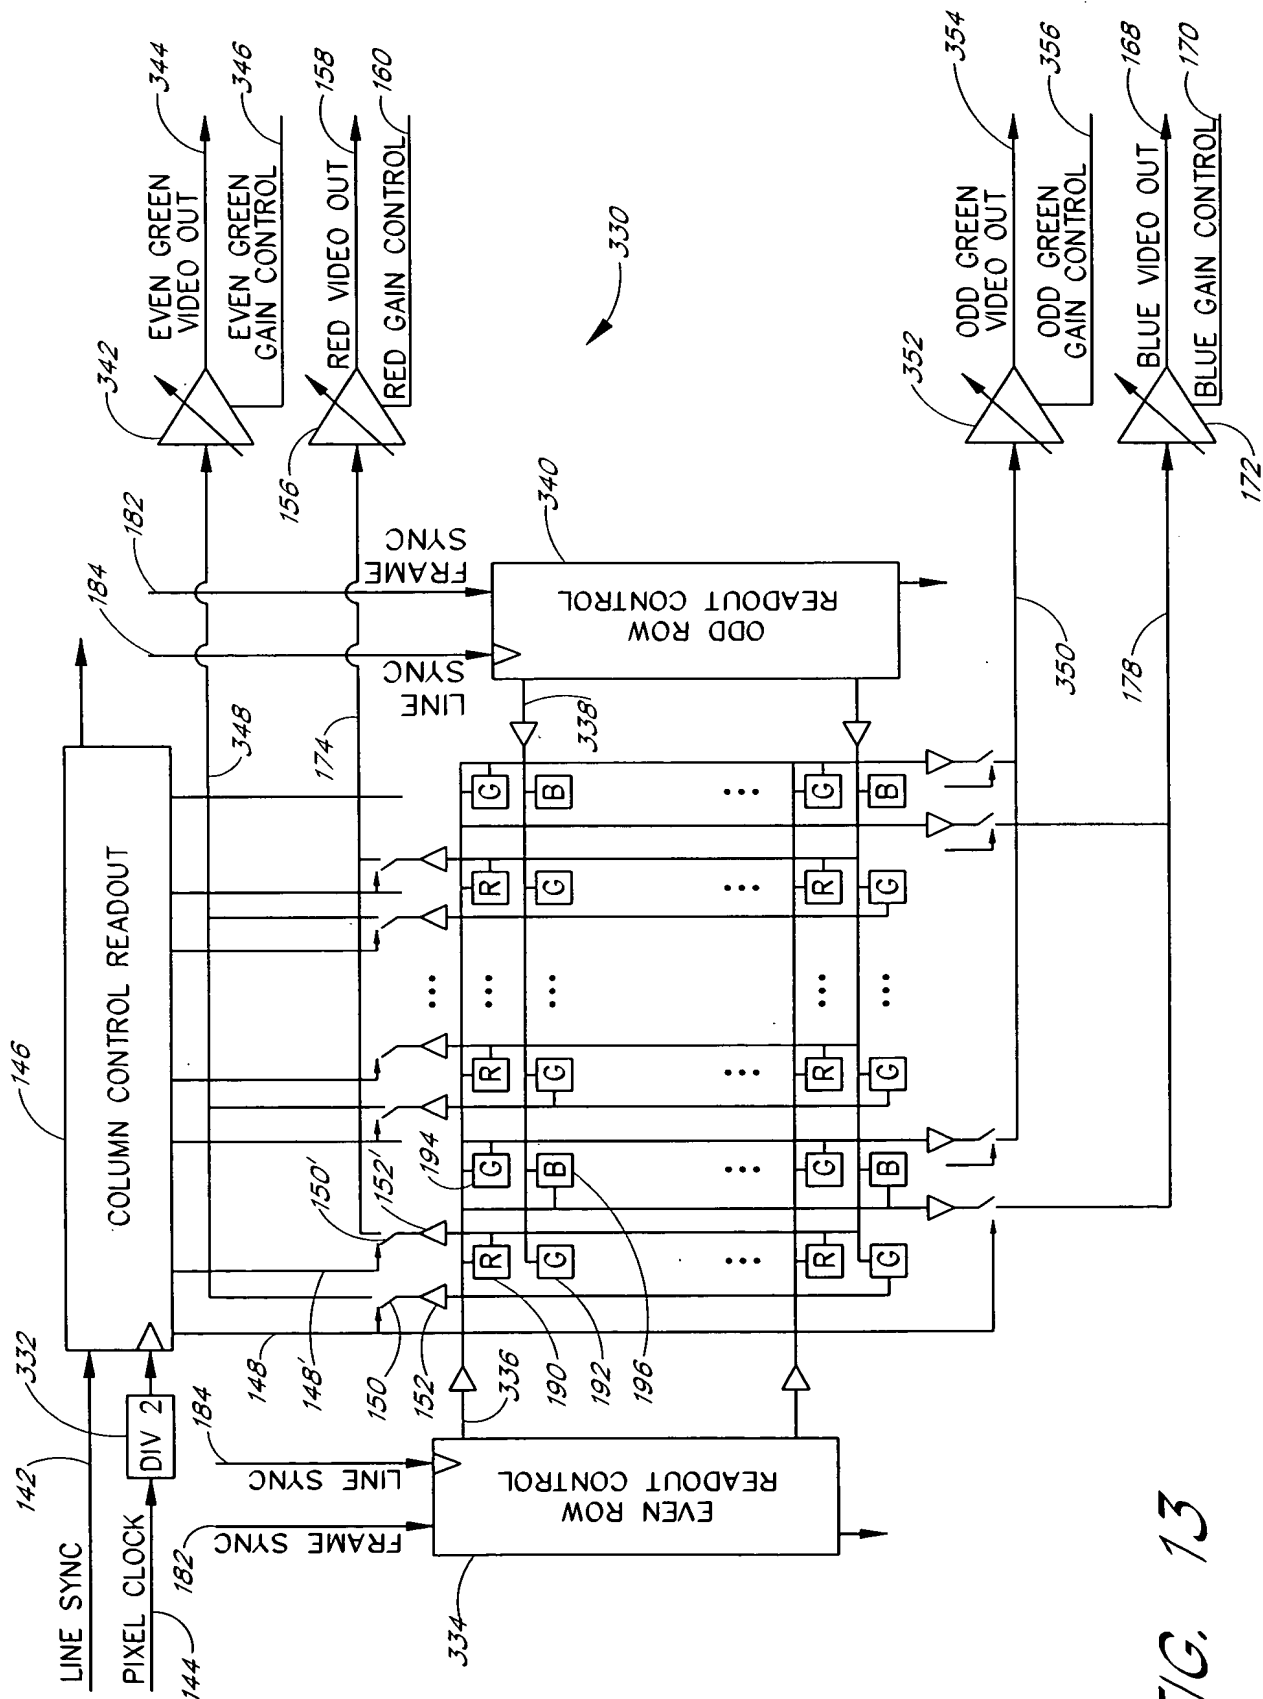 LINE SYNC
142
PIXEL CLOCK
144
DIV 2
332
COLUMN CONTROL READOUT
146
348
174
184
182
342
EVEN GREEN
VIDEO OUT
344
EVEN GREEN
GAIN CONTROL
346
156
RED VIDEO OUT
158
RED GAIN CONTROL
160
148
148'
150
152
150'
152'
194
182
FRAME SYNC
184
LINE SYNC
EVEN ROW
READOUT CONTROL
334
336
190
192
196
R
G
R
R
G
G
B
G
G
B
•••
•••
•••
•••
•••
•••
•••
•••
•••
R
G
R
R
G
G
B
G
G
B
LINE
SYNC
FRAME
SYNC
ODD ROW
READOUT CONTROL
340
338
330
350
178
352
ODD GREEN
VIDEO OUT
354
ODD GREEN
GAIN CONTROL
356
172
BLUE VIDEO OUT
168
BLUE GAIN CONTROL
170
FIG. 13